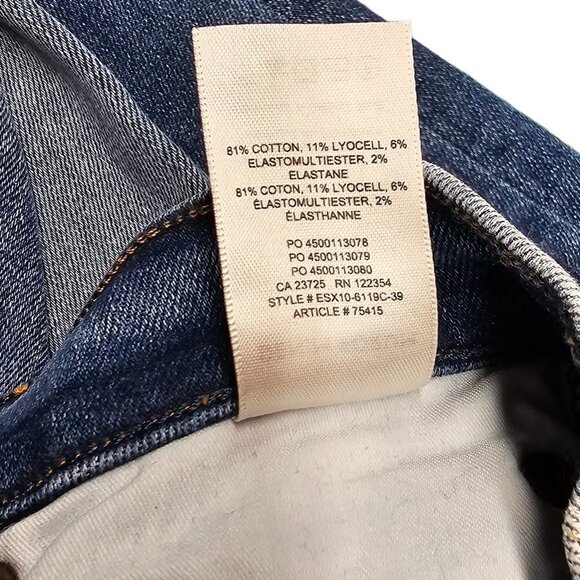 81% COTTON, 11% LYOCELL, 6%
ELASTOMULTIESTER, 2%
ELASTANE
81% COTON, 11% LYOCELL, 6%
ÉLASTOMULTIESTER, 2%
ÉLASTHANNE
PO 4500113078
PO 4500113079
PO 4500113080
CA 23725 RN 122354
STYLE # ESX10-6119C-39
ARTICLE # 75415